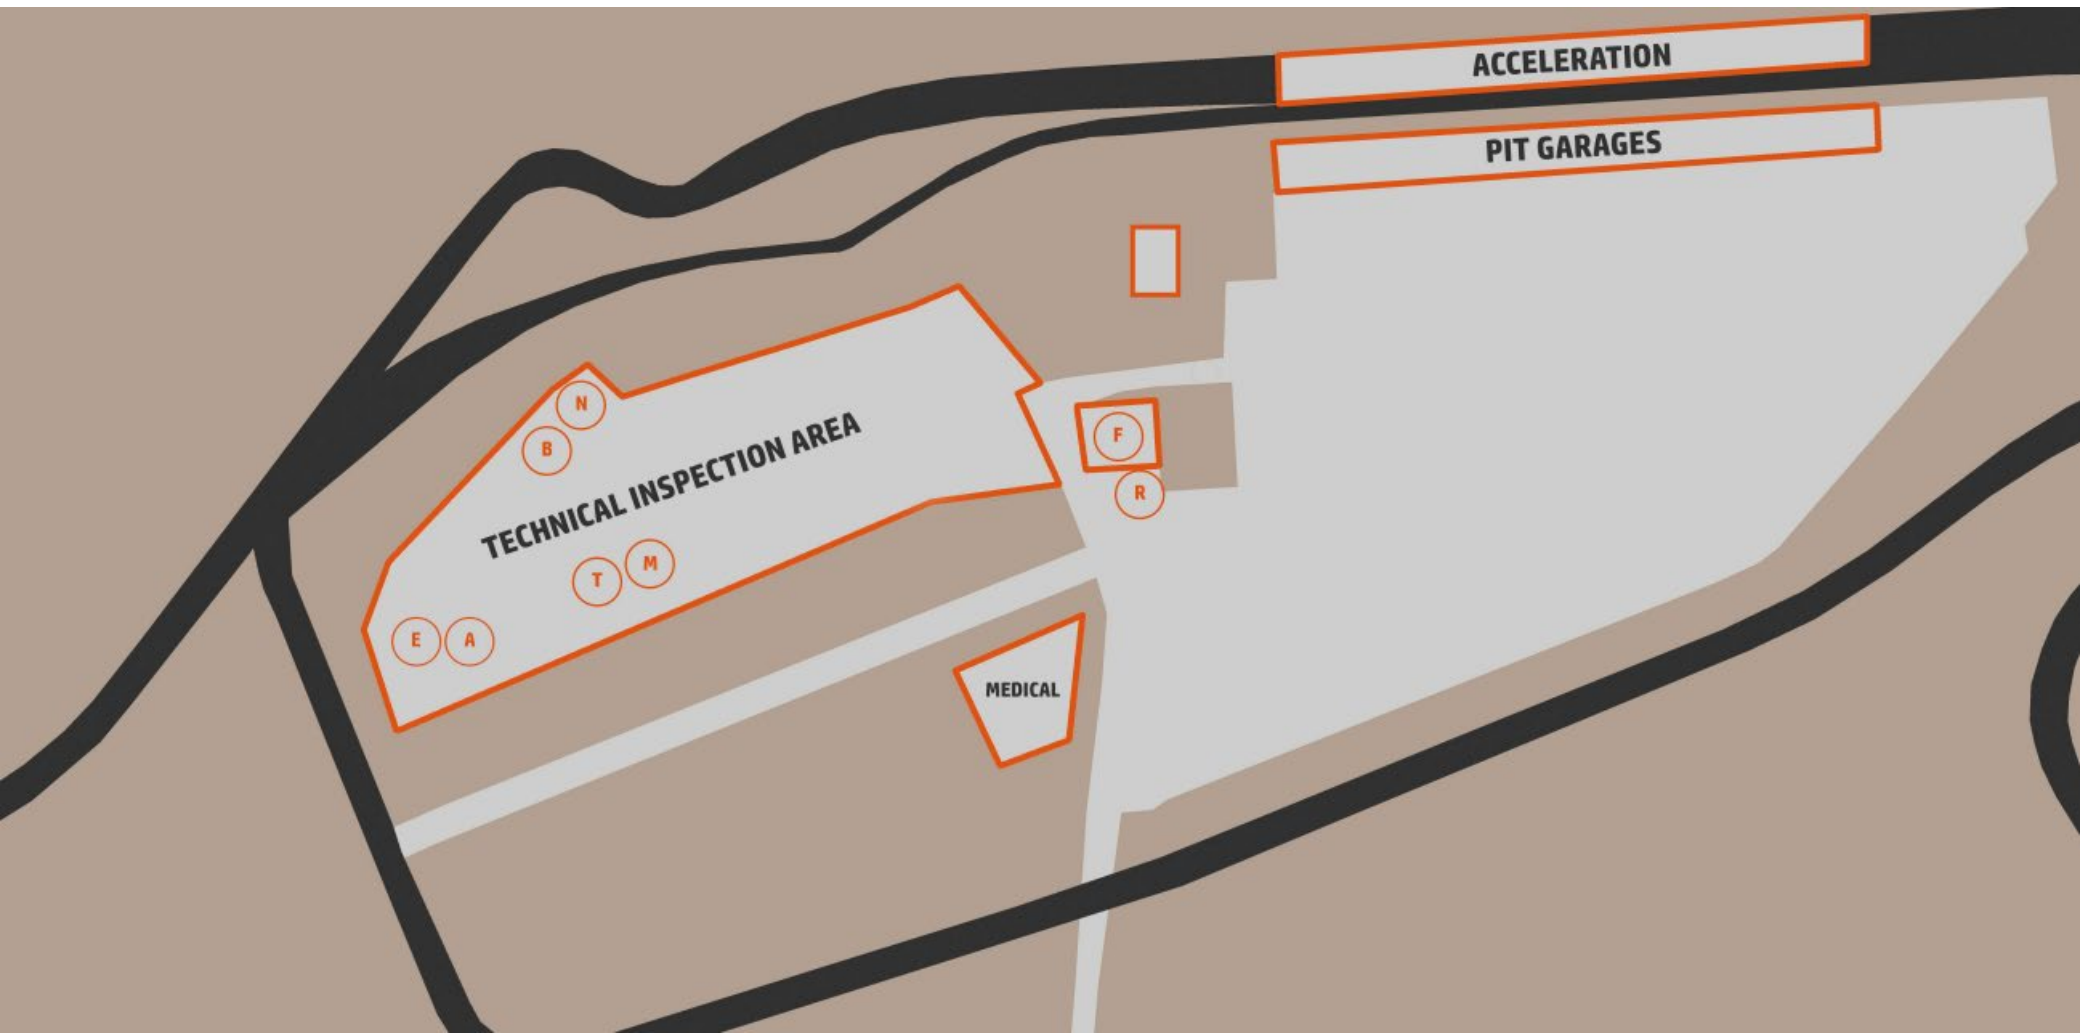 ACCELERATION
PIT GARAGES
N
B
TECHNICAL INSPECTION AREA
F
R
T
M
E
A
MEDICAL